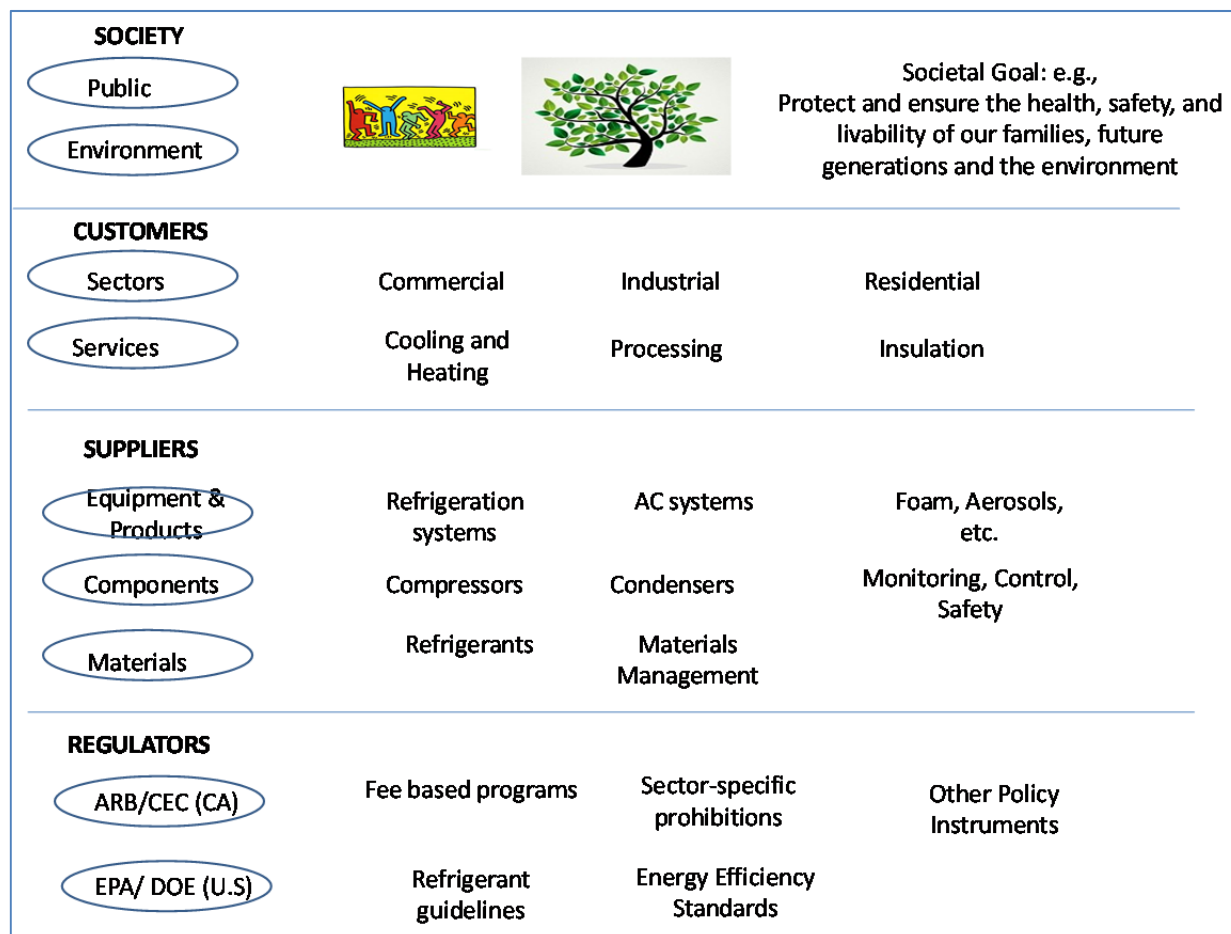 SOCIETY
Public
Environment
Societal Goal: e.g.,
Protect and ensure the health, safety, and
livability of our families, future
generations and the environment
CUSTOMERS
Sectors
Commercial
Industrial
Residential
Services
Cooling and
Heating
Processing
Insulation
SUPPLIERS
Equipment &
Products
Refrigeration
systems
AC systems
Foam, Aerosols,
etc.
Components
Compressors
Condensers
Monitoring, Control,
Safety
Materials
Refrigerants
Materials
Management
REGULATORS
ARB/CEC (CA)
Fee based programs
Sector-specific
prohibitions
Other Policy
Instruments
EPA/ DOE (U.S)
Refrigerant
guidelines
Energy Efficiency
Standards